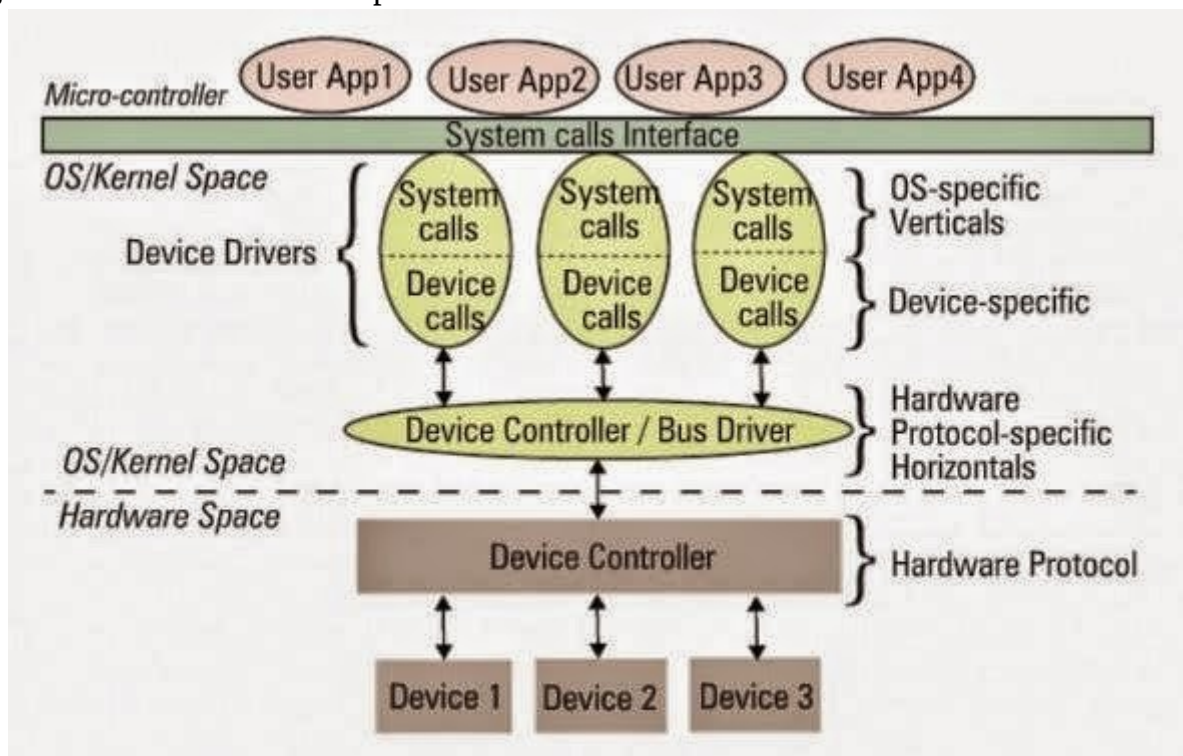 User App1
User App2
User App3
User App4
Micro-controller
System calls Interface
OS/Kernel Space
Device Drivers
System
calls
Device
calls
System
calls
Device
calls
System
calls
Device
calls
OS-specific
Verticals
Device-specific
Device Controller / Bus Driver
Hardware
Protocol-specific
Horizontals
OS/Kernel Space
Hardware Space
Device Controller
Hardware Protocol
Device 1
Device 2
Device 3